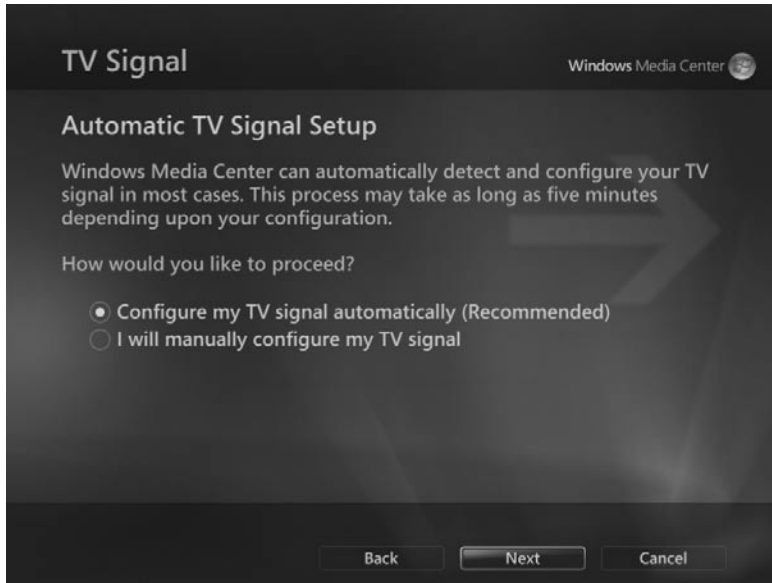 TV Signal
Windows Media Center
Automatic TV Signal Setup
Windows Media Center can automatically detect and configure your TV
signal in most cases. This process may take as long as five minutes
depending upon your configuration.
How would you like to proceed?
Configure my TV signal automatically (Recommended)
I will manually configure my TV signal
Back Next Cancel